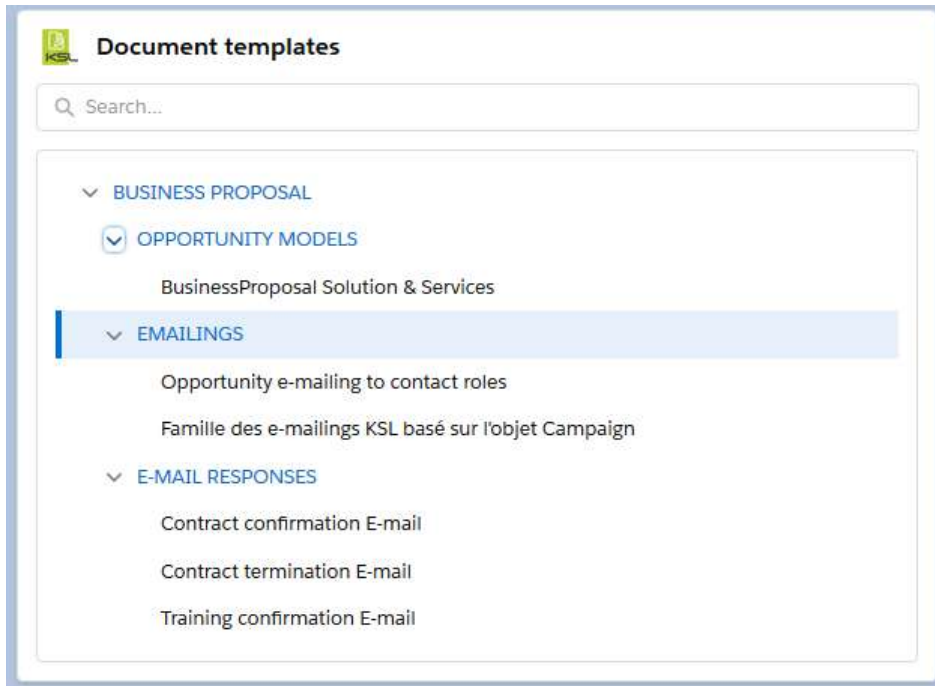 KSL
Document templates
Search...
BUSINESS PROPOSAL
OPPORTUNITY MODELS
BusinessProposal Solution & Services
EMAILINGS
Opportunity e-mailing to contact roles
Famille des e-mailings KSL basé sur l'objet Campaign
E-MAIL RESPONSES
Contract confirmation E-mail
Contract termination E-mail
Training confirmation E-mail